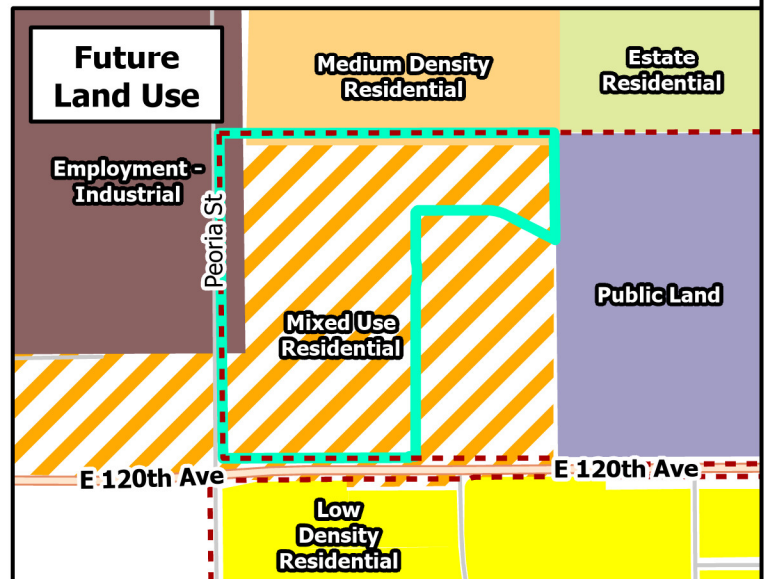 Future
Land Use
Medium Density
Residential
Estate
Residential
Employment -
Industrial
Peoria St
Public Land
Mixed Use
Residential
E 120th Ave
E 120th Ave
Low
Density
Residential